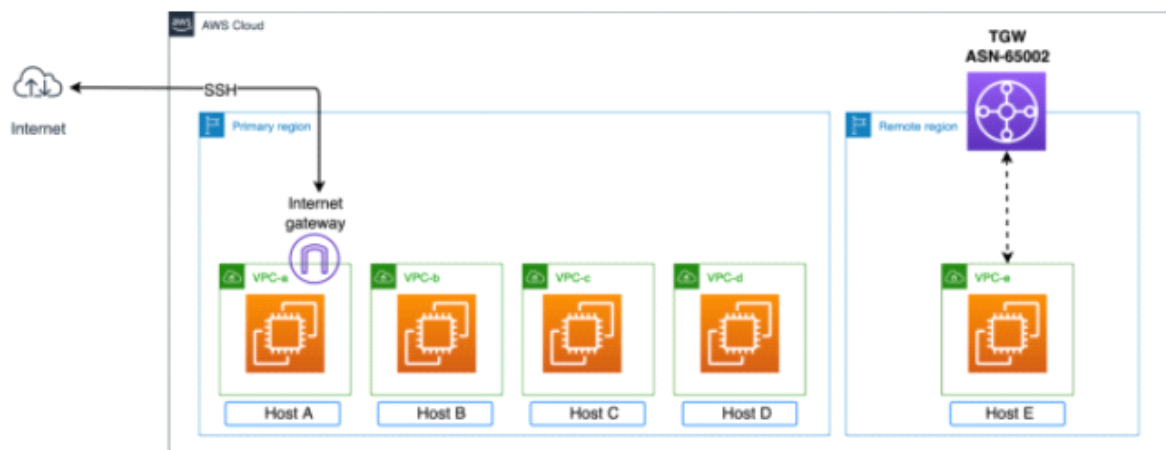 aws AWS Cloud
TGW
ASN-65002
SSH
Internet
Primary region
Remote region
Internet
gateway
VPC-a
VPC-b
VPC-c
VPC-d
VPC-e
Host A
Host B
Host C
Host D
Host E